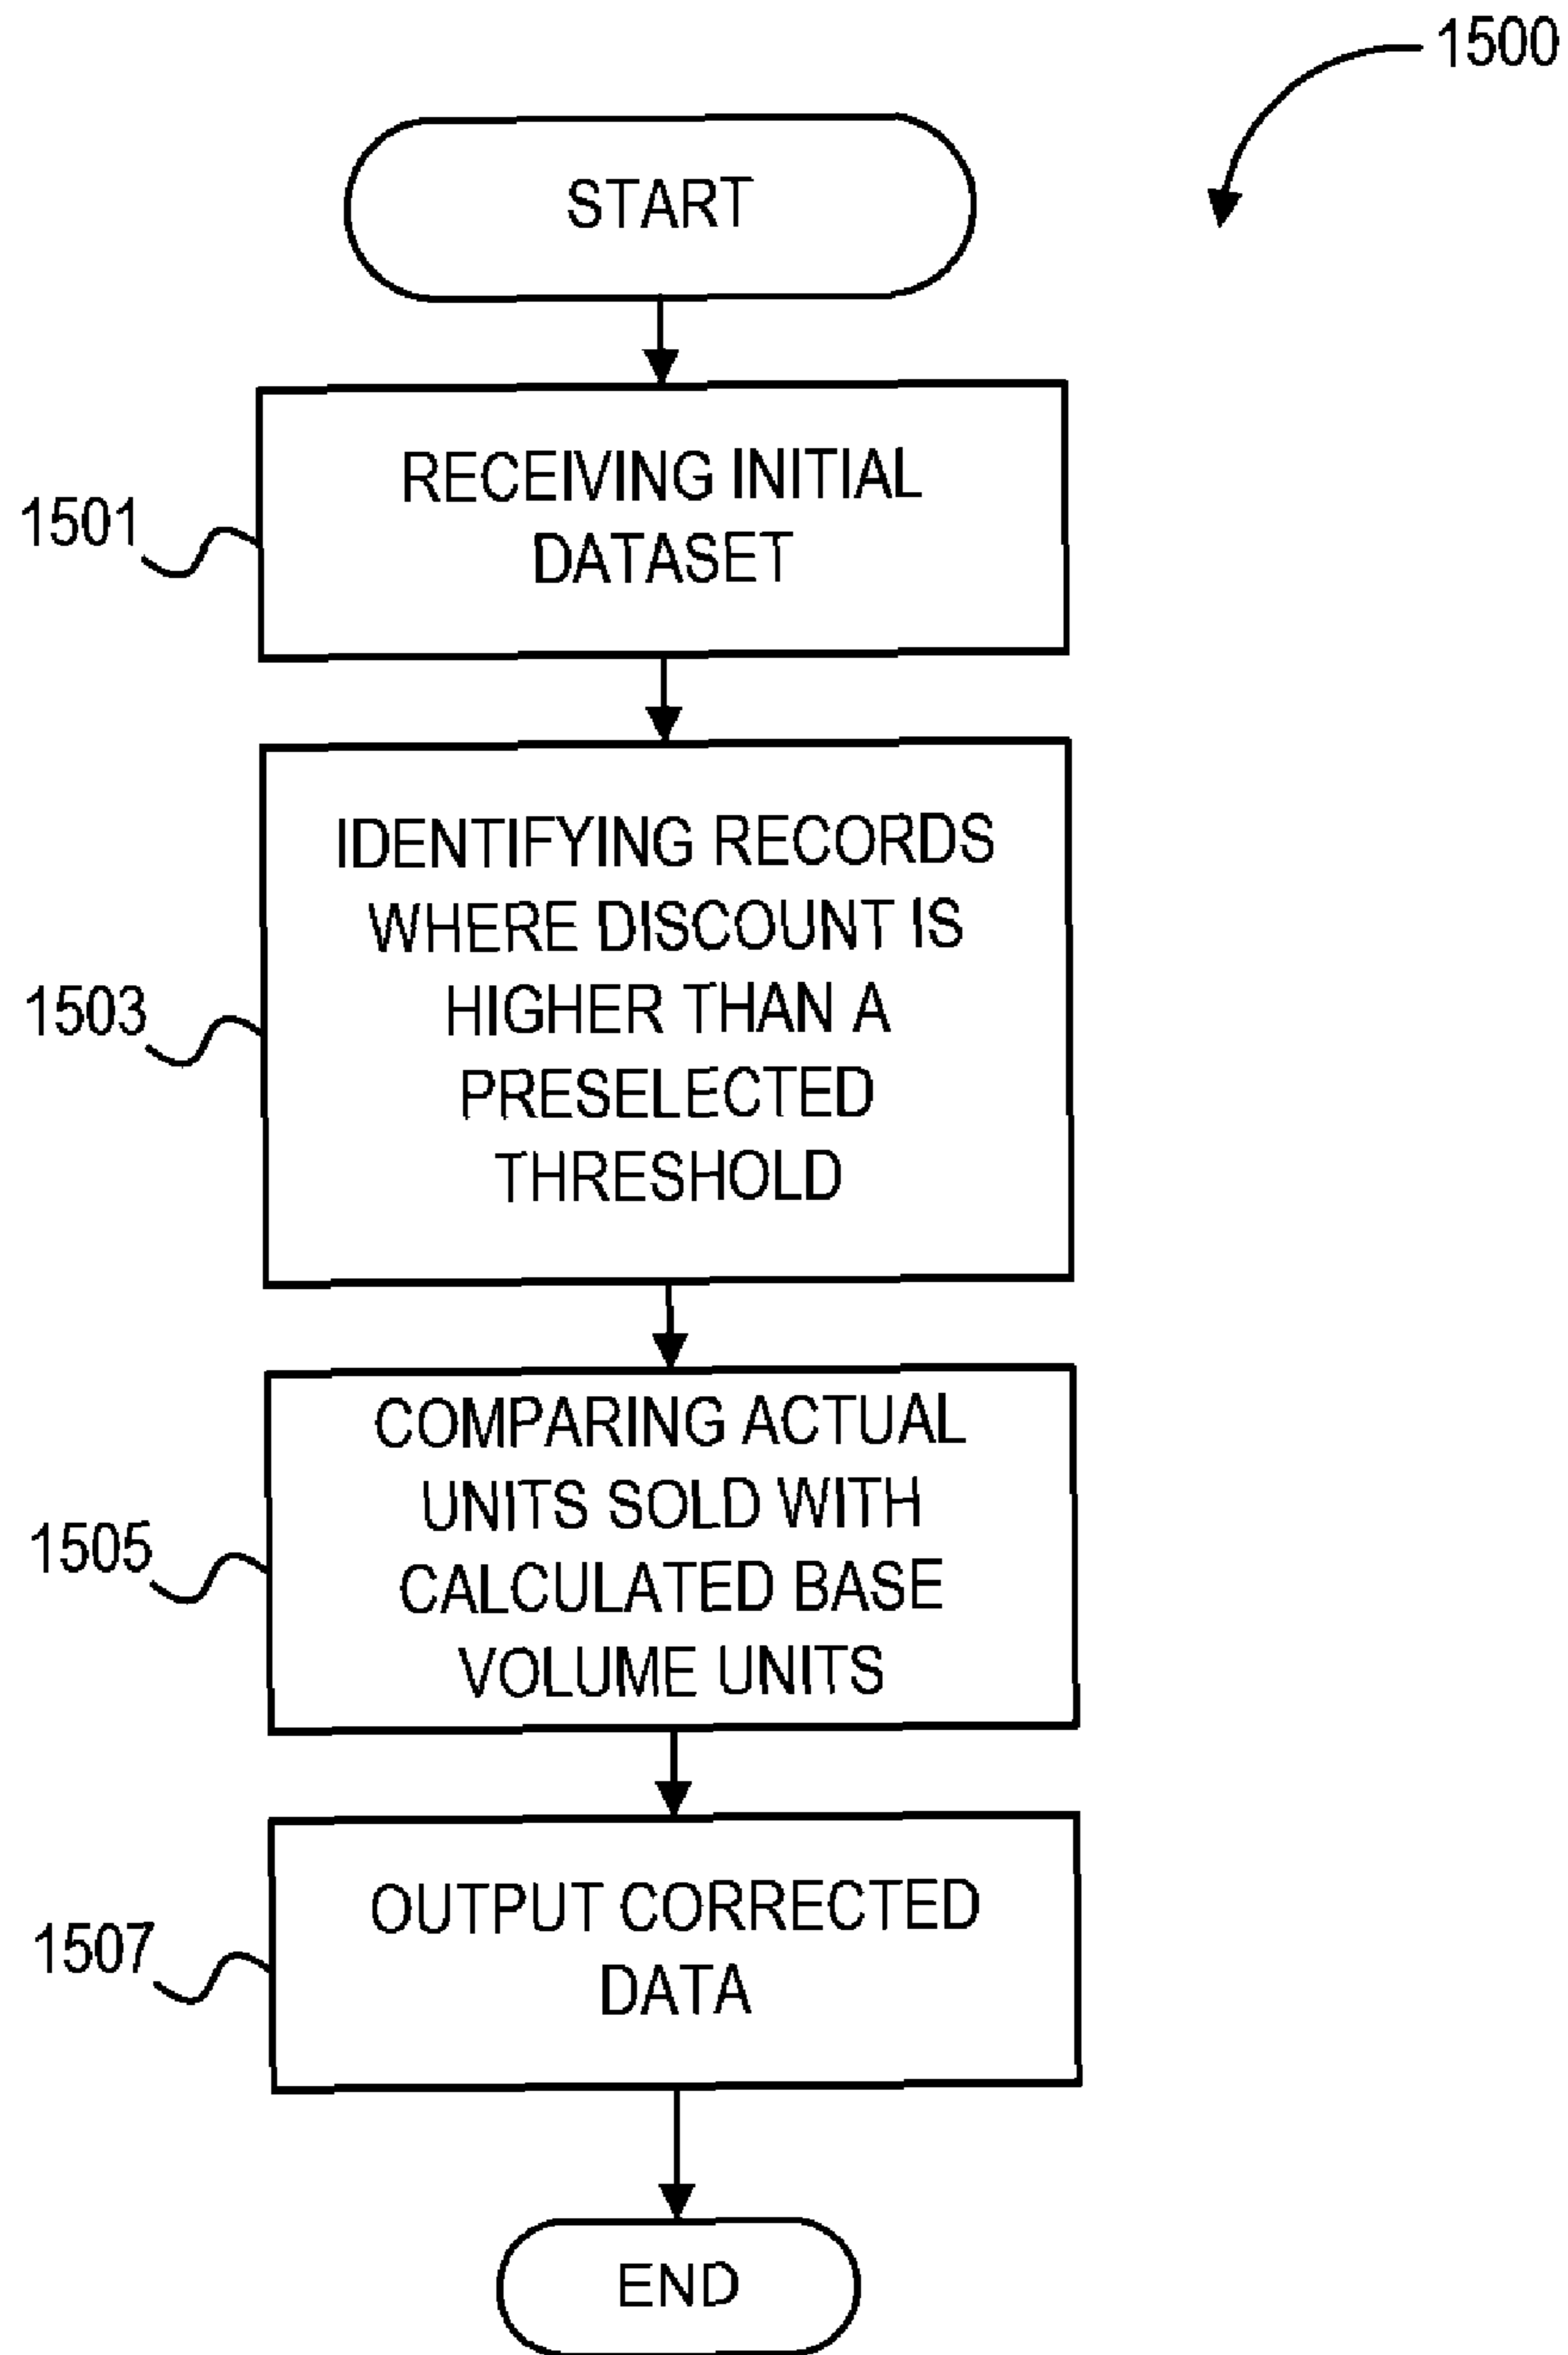 1500
START
RECEIVING INITIAL
DATASET
1501
IDENTIFYING RECORDS
WHERE DISCOUNT IS
HIGHER THAN A
PRESELECTED
THRESHOLD
1503
COMPARING ACTUAL
UNITS SOLD WITH
CALCULATED BASE
VOLUME UNITS
1505
OUTPUT CORRECTED
DATA
1507
END